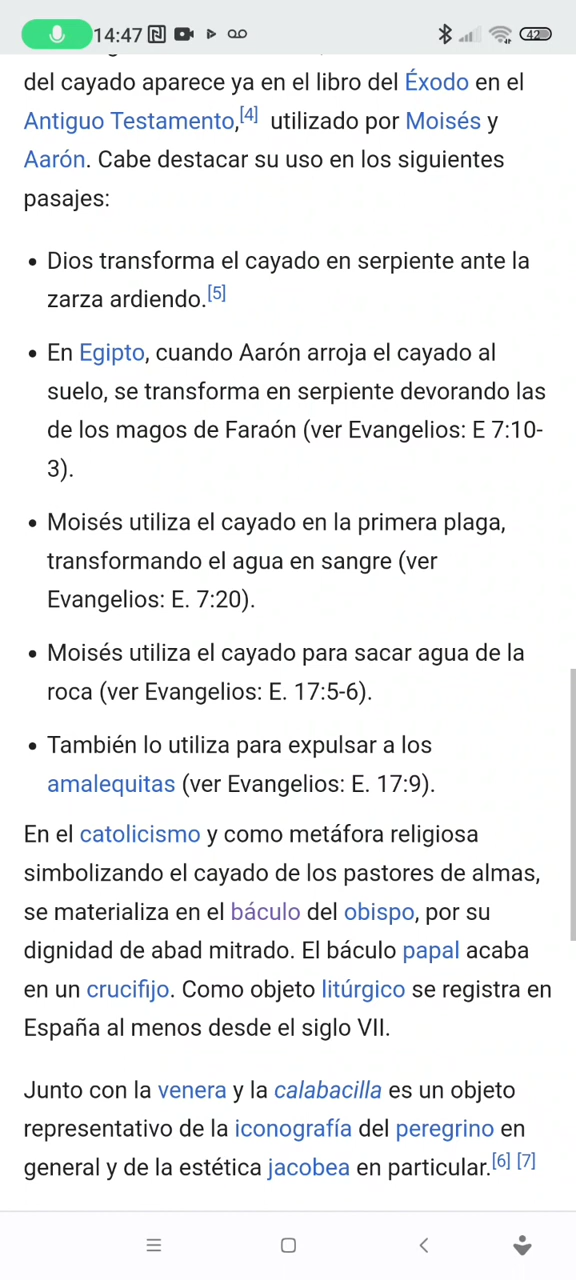 14:47
42
del cayado aparece ya en el libro del Éxodo en el
Antiguo Testamento,[4] utilizado por Moisés y
Aarón. Cabe destacar su uso en los siguientes
pasajes:
• Dios transforma el cayado en serpiente ante la
zarza ardiendo.[5]
• En Egipto, cuando Aarón arroja el cayado al
suelo, se transforma en serpiente devorando las
de los magos de Faraón (ver Evangelios: E 7:10-
3).
• Moisés utiliza el cayado en la primera plaga,
transformando el agua en sangre (ver
Evangelios: E. 7:20).
• Moisés utiliza el cayado para sacar agua de la
roca (ver Evangelios: E. 17:5-6).
• También lo utiliza para expulsar a los
amalequitas (ver Evangelios: E. 17:9).
En el catolicismo y como metáfora religiosa
simbolizando el cayado de los pastores de almas,
se materializa en el báculo del obispo, por su
dignidad de abad mitrado. El báculo papal acaba
en un crucifijo. Como objeto litúrgico se registra en
España al menos desde el siglo VII.
Junto con la venera y la calabacilla es un objeto
representativo de la iconografía del peregrino en
general y de la estética jacobea en particular.[6] [7]